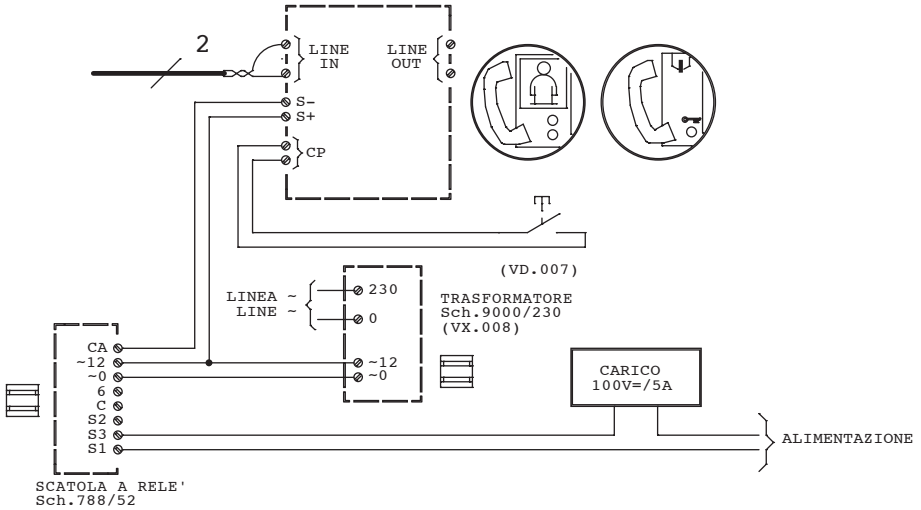 2
LINE
IN
LINE
OUT
S-
S+
CP
(VD.007)
LINEA ~
LINE ~
230
0
~12
~0
TRASFORMATORE
Sch.9000/230
(VX.008)
CA
~12
~0
6
C
S2
S3
S1
CARICO
100V=/5A
ALIMENTAZIONE
SCATOLA A RELE'
Sch.788/52